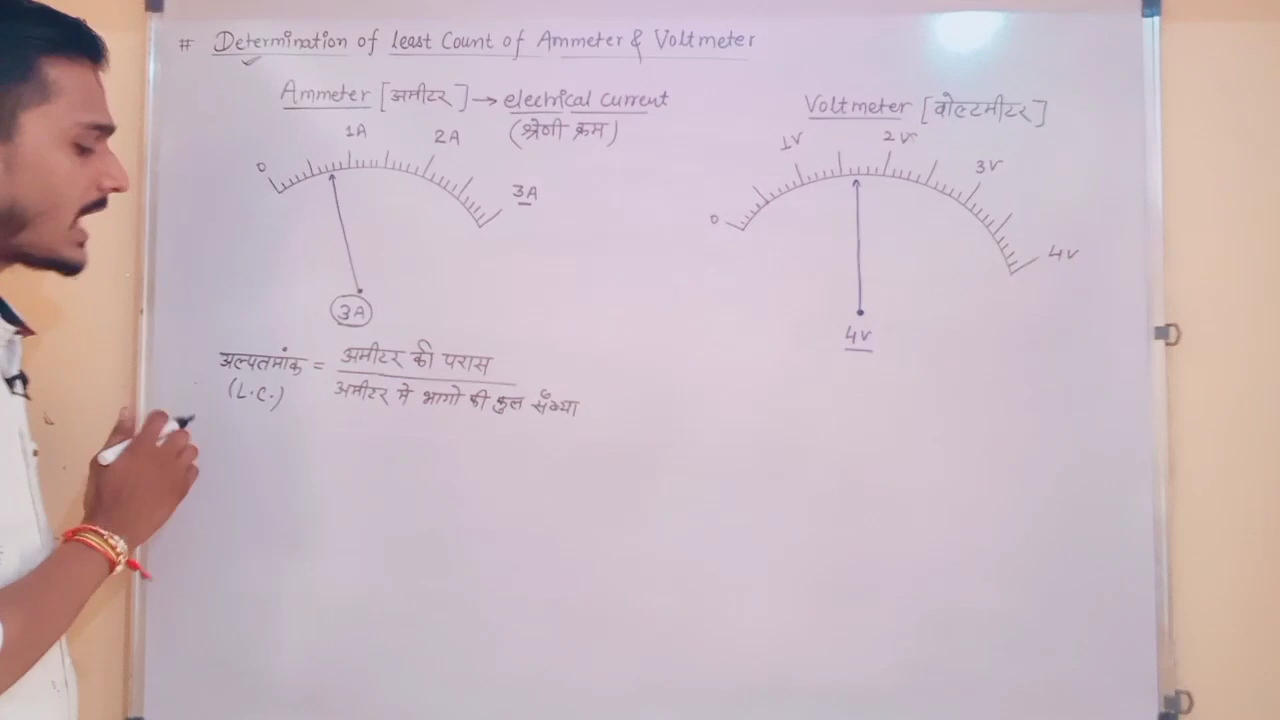 # Determination of least Count of Ammeter & Voltmeter
Ammeter [अमीटर] → electrical current
(श्रेणी क्रम)
0 1A 2A 3A
3A
Voltmeter [वोल्टमीटर]
0 1V 2V 3V 4V
4V
अल्पतमांक = अमीटर की परास
(L.C.) अमीटर मे भागो की कुल सँख्या